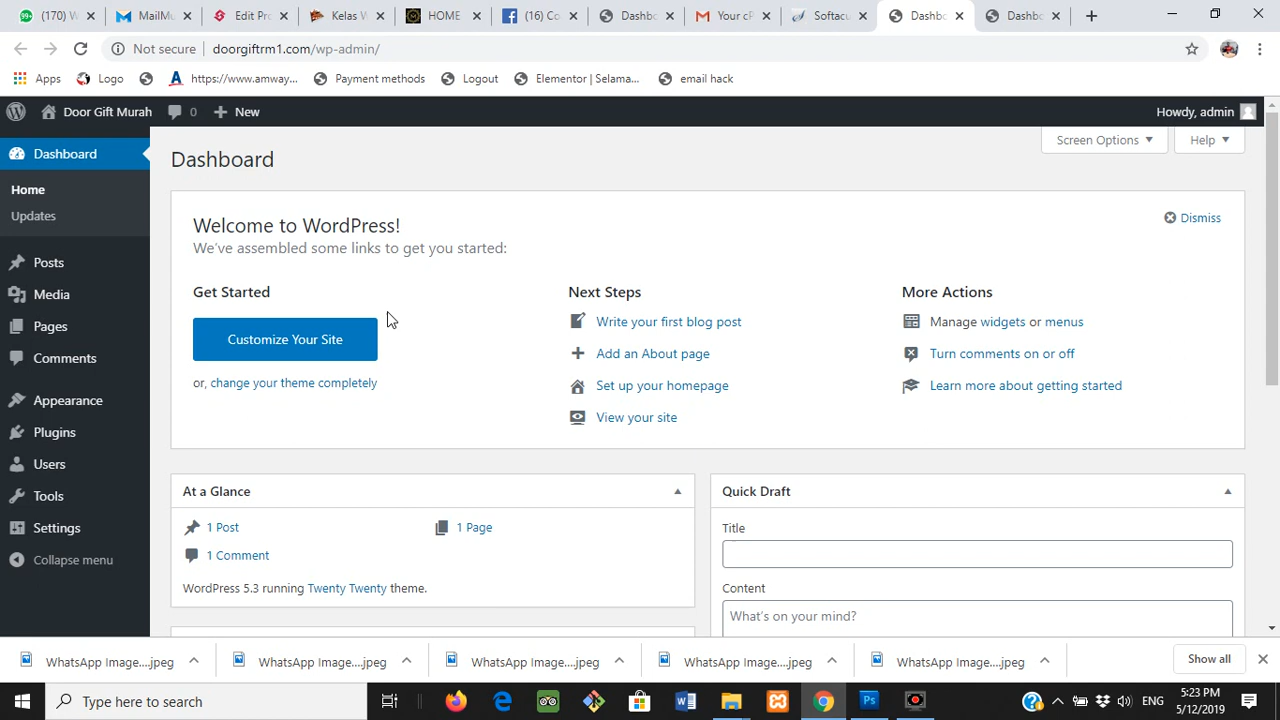 (170) W
MailMu
Edit Pro
Kelas W
HOME
(16) Co
Dashbo
Your cP
Softacu
Dashbo
Dashbo
Not secure
doorgiftrm1.com/wp-admin/
Apps
Logo
https://www.amway...
Payment methods
Logout
Elementor | Selama...
email hack
Door Gift Murah
0
New
Howdy, admin
Dashboard
Home
Updates
Posts
Media
Pages
Comments
Appearance
Plugins
Users
Tools
Settings
Collapse menu
Screen Options
Help
Dashboard
Welcome to WordPress!
Dismiss
We've assembled some links to get you started:
Get Started
Customize Your Site
or, change your theme completely
Next Steps
Write your first blog post
Add an About page
Set up your homepage
View your site
More Actions
Manage widgets or menus
Turn comments on or off
Learn more about getting started
At a Glance
1 Post
1 Page
1 Comment
WordPress 5.3 running Twenty Twenty theme.
Quick Draft
Title
Content
What's on your mind?
WhatsApp Image....jpeg
WhatsApp Image....jpeg
WhatsApp Image....jpeg
WhatsApp Image....jpeg
WhatsApp Image....jpeg
Show all
Type here to search
ENG
5:23 PM
5/12/2019